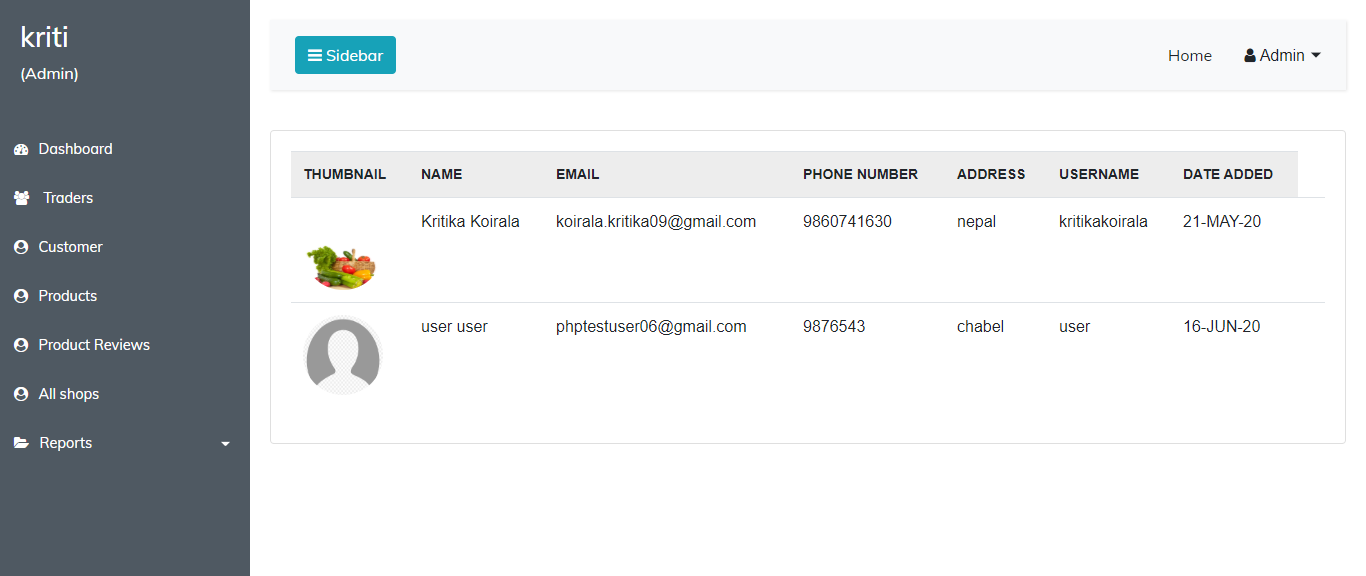 kriti
(Admin)
Dashboard
Traders
Customer
Products
Product Reviews
All shops
Reports
Sidebar
Home Admin
THUMBNAIL NAME EMAIL PHONE NUMBER ADDRESS USERNAME DATE ADDED
Kritika Koirala koirala.kritika09@gmail.com 9860741630 nepal kritikakoirala 21-MAY-20
user user phptestuser06@gmail.com 9876543 chabel user 16-JUN-20